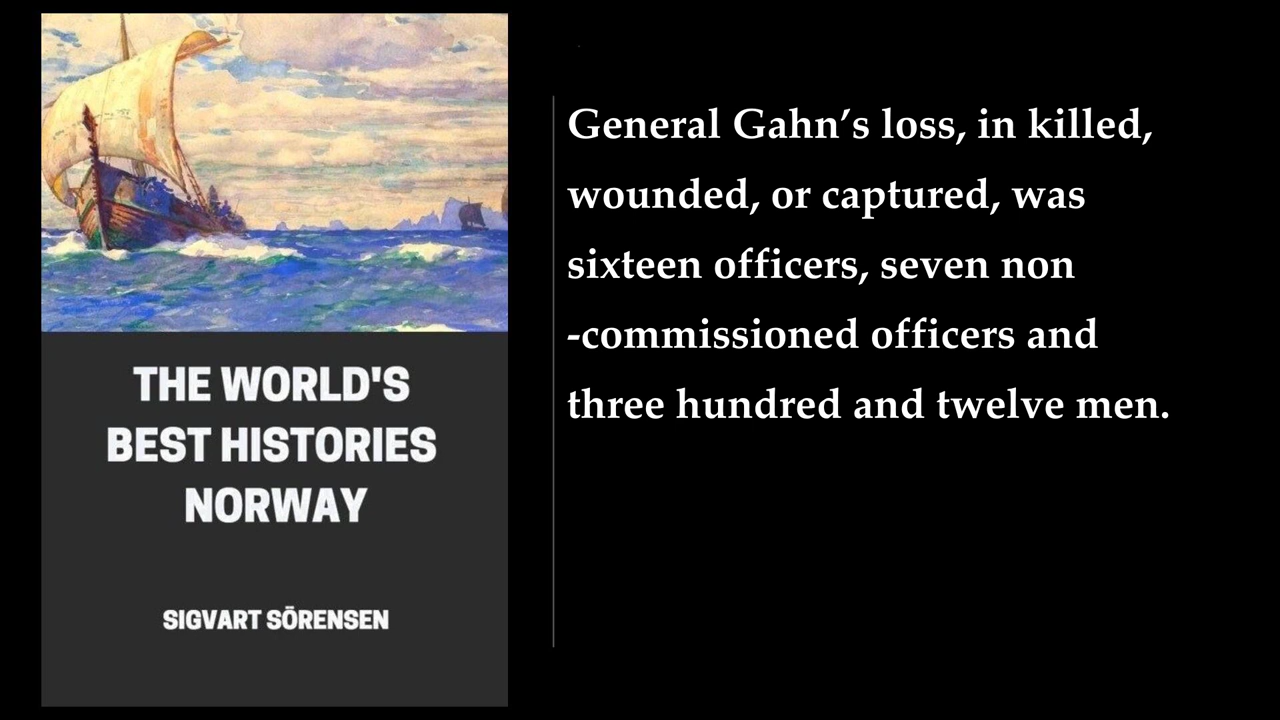 THE WORLD'S
BEST HISTORIES
NORWAY
SIGVART SÖRENSEN
General Gahn’s loss, in killed,
wounded, or captured, was
sixteen officers, seven non
-commissioned officers and
three hundred and twelve men.